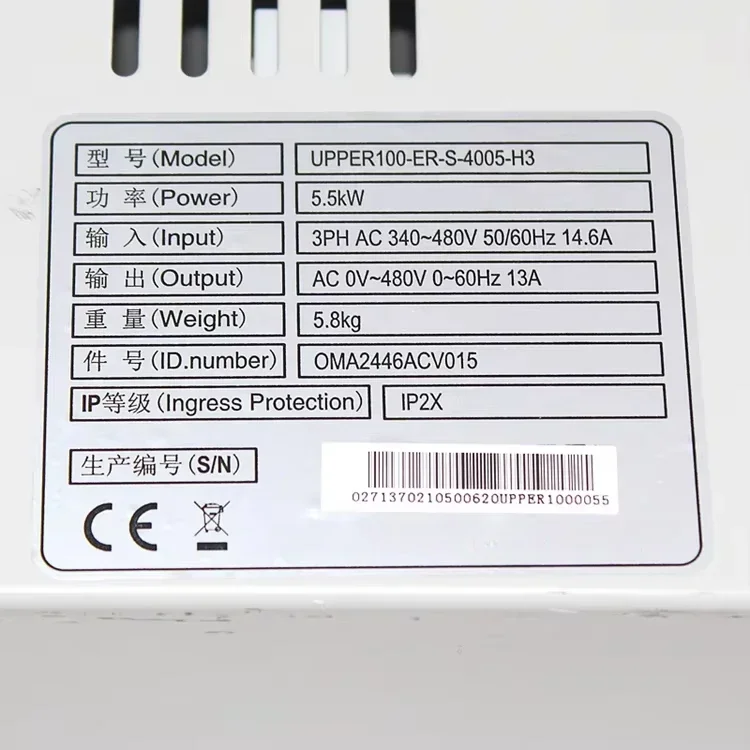 型 号(Model) UPPER100-ER-S-4005-H3
功 率(Power) 5.5kW
输 入(Input) 3PH AC 340~480V 50/60Hz 14.6A
输 出(Output) AC 0V~480V 0~60Hz 13A
重 量(Weight) 5.8kg
件 号(ID.number) OMA2446ACV015
IP等级(Ingress Protection) IP2X
生产编号(S/N)
0271370210500620UPPER1000055
CE